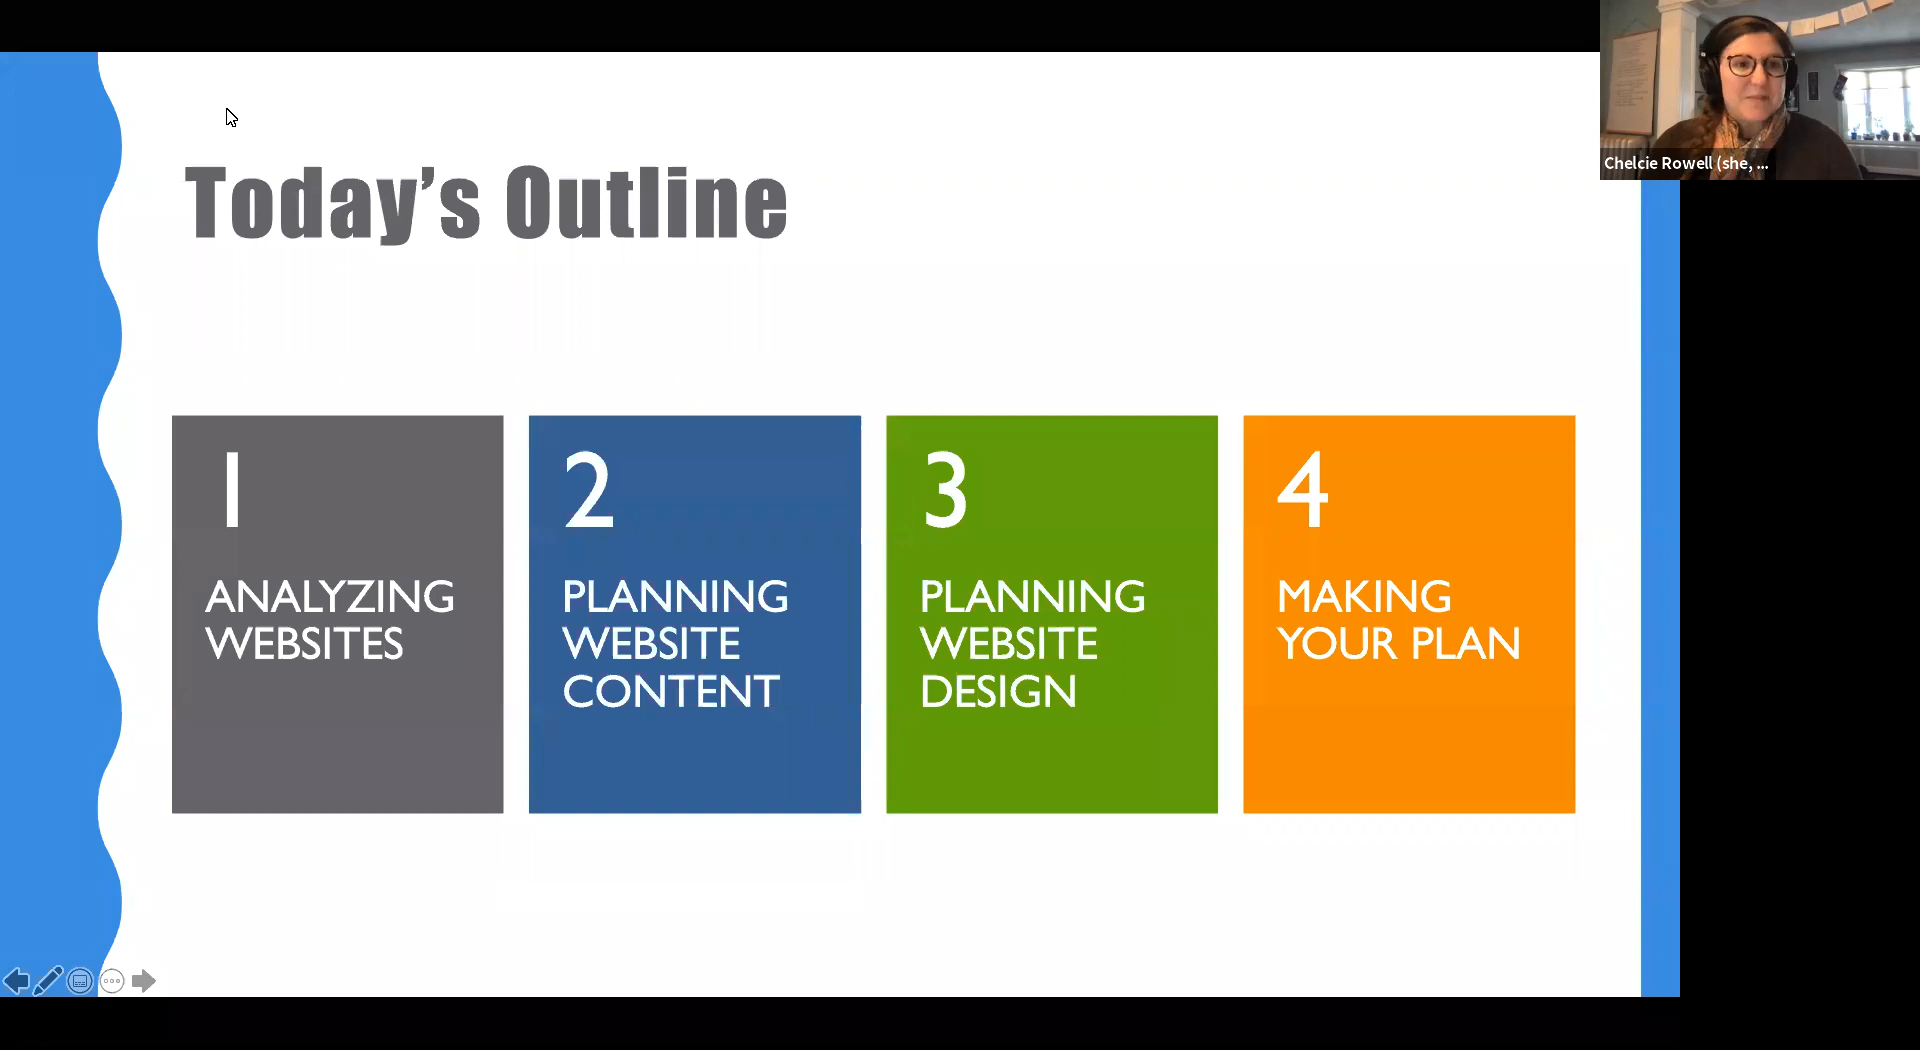 Today's Outline
1
ANALYZING
WEBSITES
2
PLANNING
WEBSITE
CONTENT
3
PLANNING
WEBSITE
DESIGN
4
MAKING
YOUR PLAN
Chelcie Rowell (she, ...